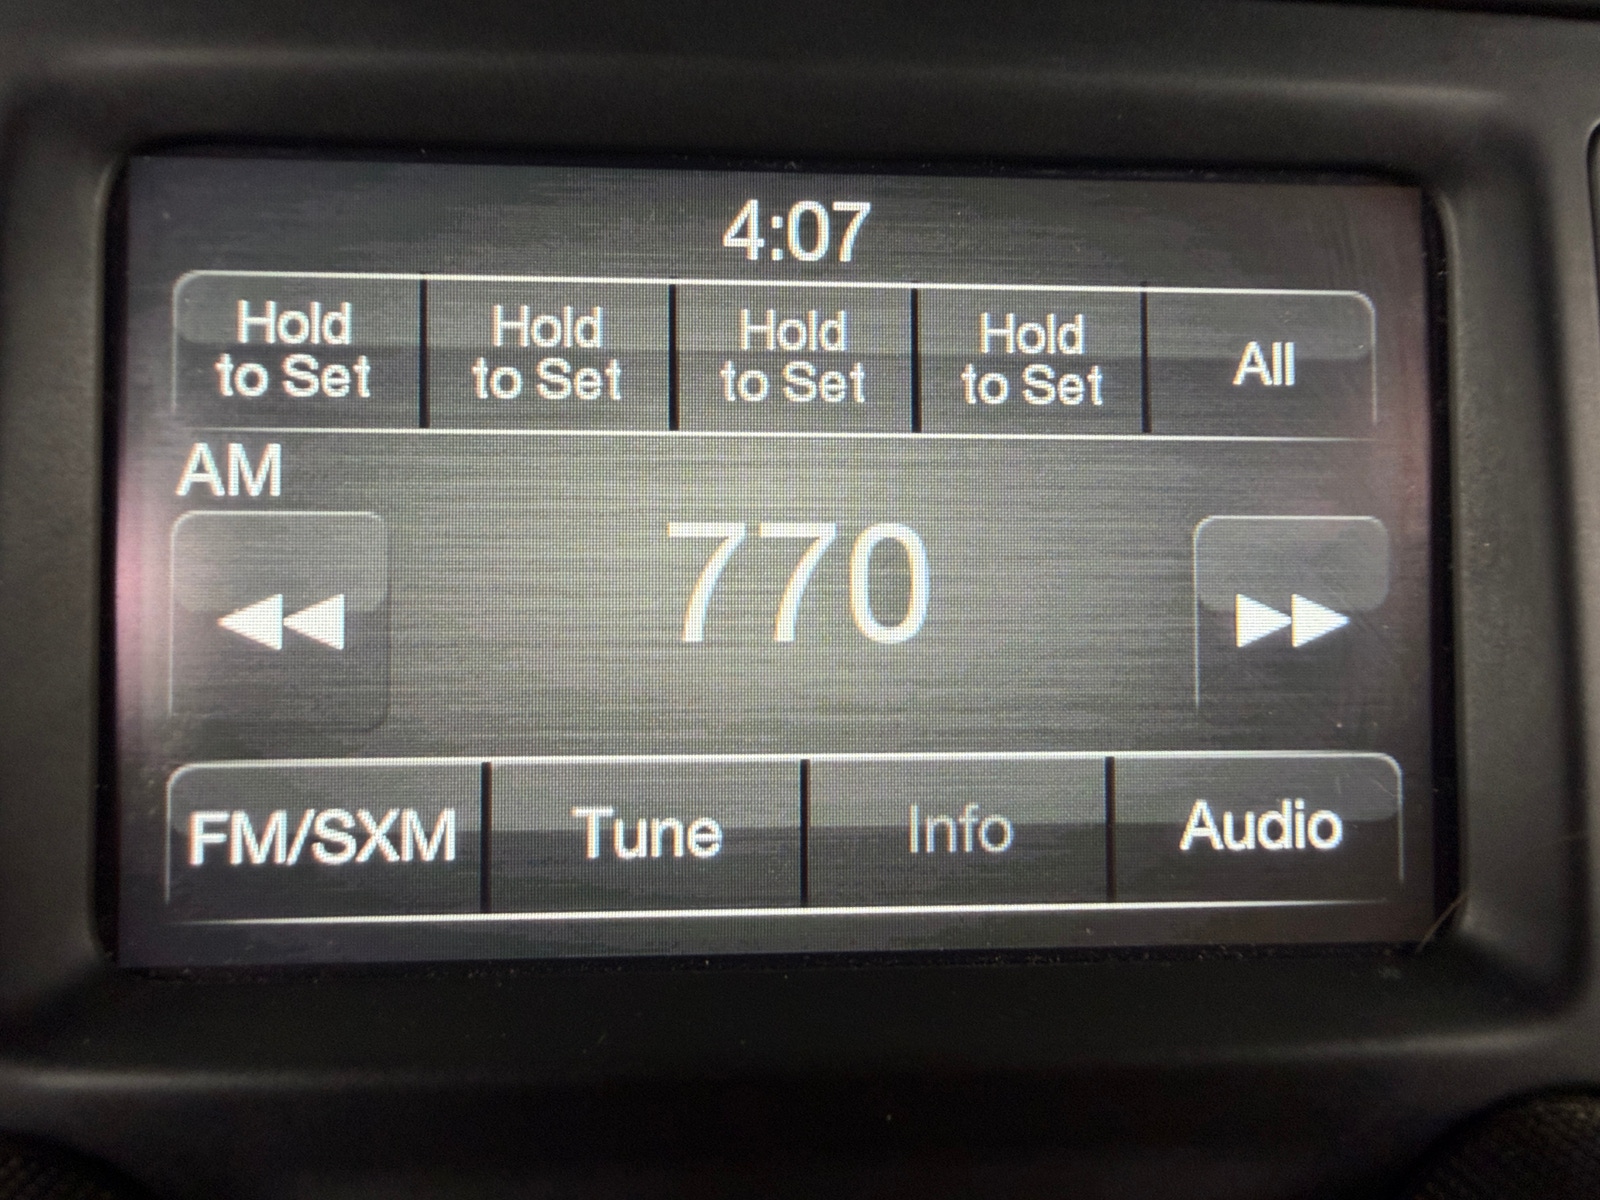 4:07
Hold
to Set
Hold
to Set
Hold
to Set
Hold
to Set
All
AM
770
FM/SXM
Tune
Info
Audio